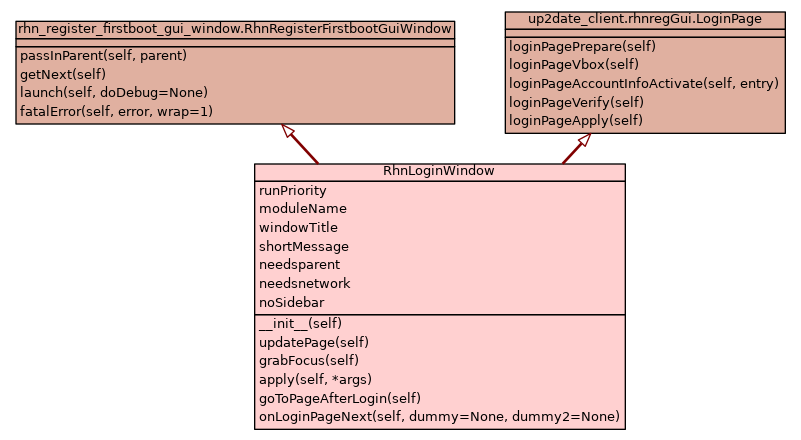 rhn_register_firstboot_gui_window.RhnRegisterFirstbootGuiWindow
passInParent(self, parent)
getNext(self)
launch(self, doDebug=None)
fatalError(self, error, wrap=1)
up2date_client.rhnregGui.LoginPage
loginPagePrepare(self)
loginPageVbox(self)
loginPageAccountInfoActivate(self, entry)
loginPageVerify(self)
loginPageApply(self)
RhnLoginWindow
runPriority
moduleName
windowTitle
shortMessage
needsparent
needsnetwork
noSidebar
__init__(self)
updatePage(self)
grabFocus(self)
apply(self, *args)
goToPageAfterLogin(self)
onLoginPageNext(self, dummy=None, dummy2=None)